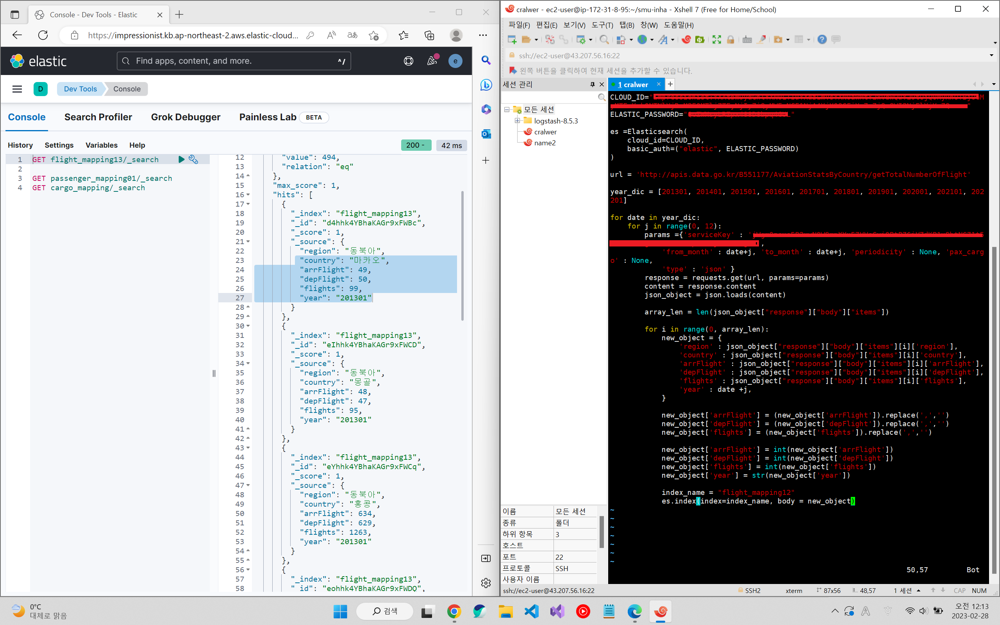 Console - Dev Tools - Elastic
https://impressionist.kb.ap-northeast-2.aws.elastic-cloud...
elastic
Find apps, content, and more.
^/
e
D
Dev Tools
Console
Console
Search Profiler
Grok Debugger
Painless Lab
BETA
History
Settings
Variables
Help
200 -
42 ms
1 GET flight_mapping13/_search
2
3 GET passenger_mapping01/_search
4 GET cargo_mapping/_search
12 "value": 494,
13 "relation": "eq"
14 },
15 "max_score": 1,
16 "hits": [
17 {
18 "_index": "flight_mapping13",
19 "_id": "d4hhk4YBhaKAGr9xFWBc",
20 "_score": 1,
21 "_source": {
22 "region": "동북아",
23 "country": "마카오",
24 "arrFlight": 49,
25 "depFlight": 50,
26 "flights": 99,
27 "year": "201301"
28 }
29 },
30 {
31 "_index": "flight_mapping13",
32 "_id": "eIhhk4YBhaKAGr9xFWCD",
33 "_score": 1,
34 "_source": {
35 "region": "동북아",
36 "country": "몽골",
37 "arrFlight": 48,
38 "depFlight": 47,
39 "flights": 95,
40 "year": "201301"
41 }
42 },
43 {
44 "_index": "flight_mapping13",
45 "_id": "eYhhk4YBhaKAGr9xFWCq",
46 "_score": 1,
47 "_source": {
48 "region": "동북아",
49 "country": "홍콩",
50 "arrFlight": 634,
51 "depFlight": 629,
52 "flights": 1263,
53 "year": "201301"
54 }
55 },
56 {
57 "_index": "flight_mapping13",
58 "_id": "eohhk4YBhaKAGr9xFWDQ",
cralwer - ec2-user@ip-172-31-8-95:~/smu-inha - Xshell 7 (Free for Home/School)
파일(F) 편집(E) 보기(V) 도구(T) 탭(B) 창(W) 도움말(H)
ssh://ec2-user@43.207.56.16:22
왼쪽 버튼을 클릭하여 현재 세션을 추가할 수 있습니다.
세션 관리
1 cralwer
모든 세션
logstash-8.5.3
cralwer
name2
이름 모든 세션
종류 폴더
하위 항목 3
호스트
포트 22
프로토콜 SSH
사용자 이름
CLOUD_ID="
"
ELASTIC_PASSWORD=" "
es =Elasticsearch(
cloud_id=CLOUD_ID,
basic_auth=("elastic", ELASTIC_PASSWORD)
)
url = 'http://apis.data.go.kr/B551177/AviationStatsByCountry/getTotalNumberOfFlight'
year_dic = [201301, 201401, 201501, 201601, 201701, 201801, 201901, 202001, 202101, 202
201]
for date in year_dic:
for j in range(0, 12):
params ={'serviceKey' : '
',
'from_month' : date+j, 'to_month' : date+j, 'periodicity' : None, 'pax_carg
o' : None,
'type' : 'json' }
response = requests.get(url, params=params)
content = response.content
json_object = json.loads(content)
array_len = len(json_object["response"]["body"]["items"])
for i in range(0, array_len):
new_object = {
'region' : json_object["response"]["body"]["items"][i]['region'],
'country' : json_object["response"]["body"]["items"][i]['country'],
'arrFlight' : json_object["response"]["body"]["items"][i]['arrFlight'],
'depFlight' : json_object["response"]["body"]["items"][i]['depFlight'],
'flights' : json_object["response"]["body"]["items"][i]['flights'],
'year' : date +j,
}
new_object['arrFlight'] = (new_object['arrFlight']).replace(',','')
new_object['depFlight'] = (new_object['depFlight']).replace(',','')
new_object['flights'] = (new_object['flights']).replace(',','')
new_object['arrFlight'] = int(new_object['arrFlight'])
new_object['depFlight'] = int(new_object['depFlight'])
new_object['flights'] = int(new_object['flights'])
new_object['year'] = str(new_object['year'])
index_name = "flight_mapping12"
es.index(index=index_name, body = new_object)
~
~
~
~
~
~
~
50,57 Bot
ssh://ec2-user@43.207.56.16:22
SSH2 xterm 87x56 48,57 1 세션 CAP NUM
0°C
대체로 맑음
검색
오전 12:13
2023-02-28